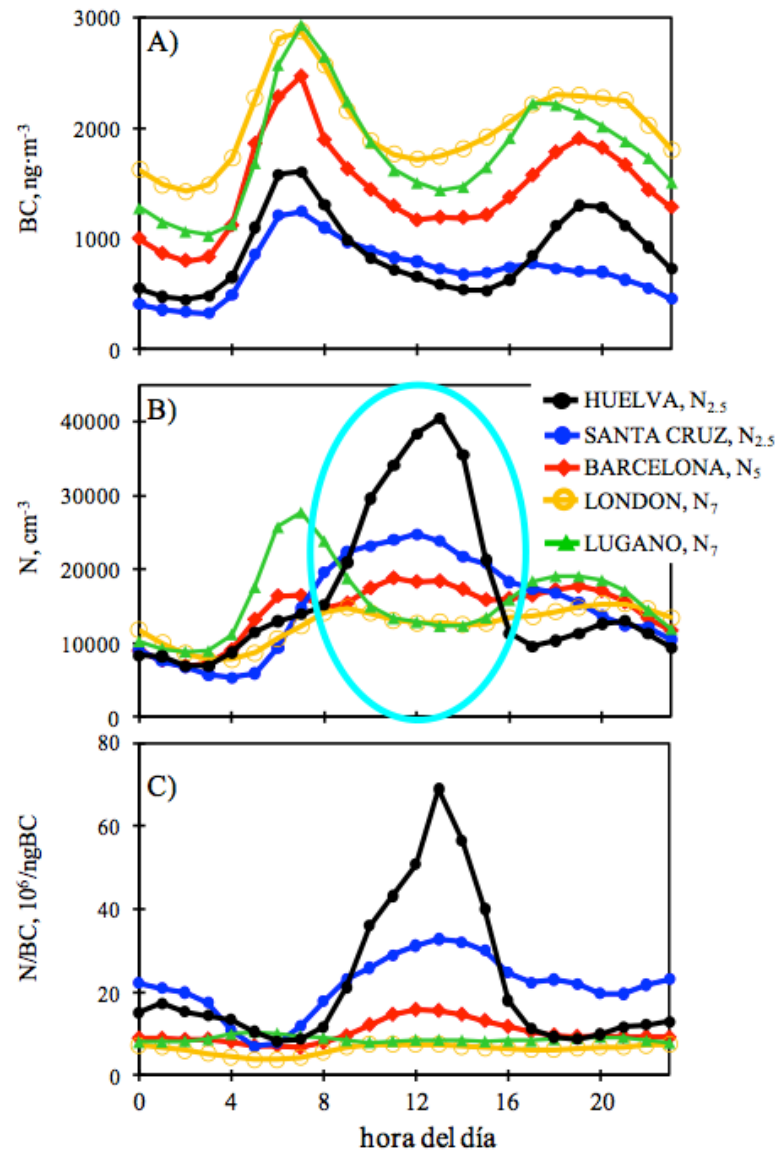 A)
3000
2000
1000
0
BC, ng·m⁻³
B)
40000
30000
20000
10000
0
N, cm⁻³
HUELVA, N₂.₅
SANTA CRUZ, N₂.₅
BARCELONA, N₅
LONDON, N₇
LUGANO, N₇
C)
80
60
40
20
0
N/BC, 10⁶/ngBC
0 4 8 12 16 20
hora del día